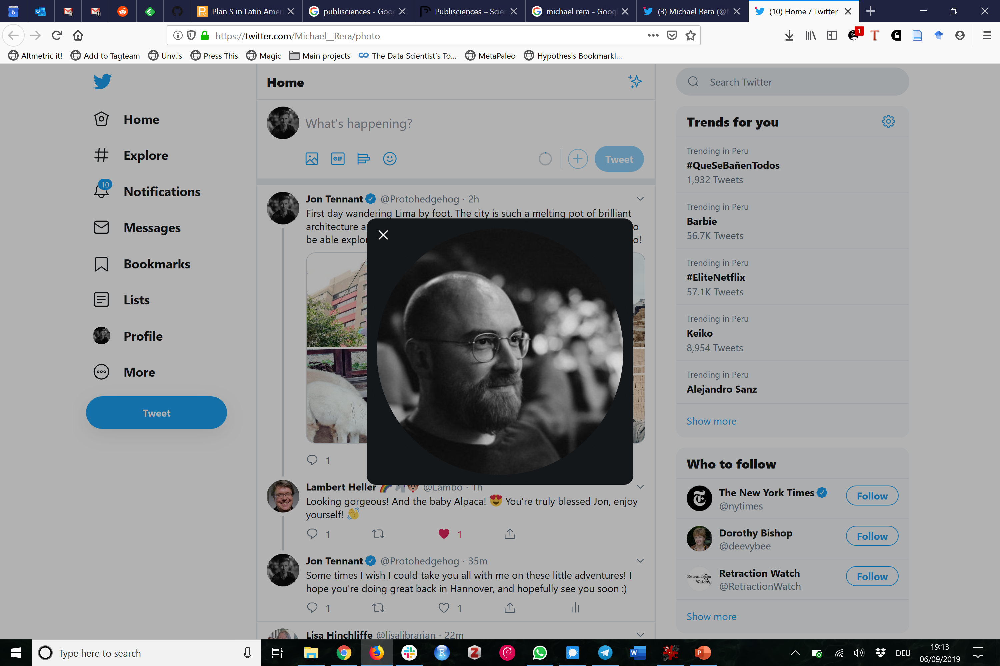 6
Plan S in Latin Amer
publisciences - Goog
Publisciences – Scier
michael rera - Googl
(3) Michael Rera (@
(10) Home / Twitter
https://twitter.com/Michael__Rera/photo
1
Altmetric it!
Add to Tagteam
Unv.is
Press This
Magic
Main projects
The Data Scientist's To...
MetaPaleo
Hypothesis Bookmarkl...
Home
Explore
10
Notifications
Messages
Bookmarks
Lists
Profile
More
Tweet
Home
What's happening?
GIF
Tweet
Jon Tennant @Protohedgehog · 2h
First day wandering Lima by foot. The city is such a melting pot of brilliant
architecture a o
be able explor o!
1
Lambert Heller @Lambo · 1h
Looking gorgeous! And the baby Alpaca! 😍 You're truly blessed Jon, enjoy
yourself! 👋
1 1
Jon Tennant @Protohedgehog · 35m
Some times I wish I could take you all with me on these little adventures! I
hope you're doing great back in Hannover, and hopefully see you soon :)
1 1
Lisa Hinchliffe @lisalibrarian · 22m
Search Twitter
Trends for you
Trending in Peru
#QueSeBañenTodos
1,932 Tweets
Trending in Peru
Barbie
56.7K Tweets
Trending in Peru
#EliteNetflix
57.1K Tweets
Trending in Peru
Keiko
8,954 Tweets
Trending in Peru
Alejandro Sanz
Show more
Who to follow
The New York Times
@nytimes
Follow
Dorothy Bishop
@deevybee
Follow
Retraction Watch
Retraction Watch
@RetractionWatch
Follow
Show more
Type here to search
DEU
19:13
06/09/2019